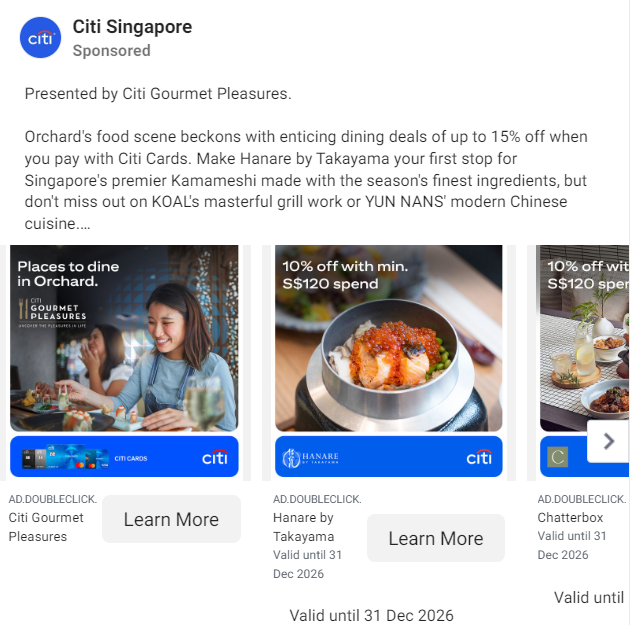 citi
Citi Singapore
Sponsored
Presented by Citi Gourmet Pleasures.
Orchard's food scene beckons with enticing dining deals of up to 15% off when
you pay with Citi Cards. Make Hanare by Takayama your first stop for
Singapore's premier Kamameshi made with the season's finest ingredients, but
don't miss out on KOAL's masterful grill work or YUN NANS' modern Chinese
cuisine....
Places to dine
in Orchard.
CITI
GOURMET
PLEASURES
UNCOVER THE PLEASURES IN LIFE
CITI CARDS
citi
AD.DOUBLECLICK.
Citi Gourmet
Pleasures
Learn More
10% off with min.
S$120 spend
HANARE
BY TAKAYAMA
citi
AD.DOUBLECLICK.
Hanare by
Takayama
Valid until 31
Dec 2026
Learn More
Valid until 31 Dec 2026
10% off wit
S$120 sper
C
AD.DOUBLECLICK.
Chatterbox
Valid until 31
Dec 2026
Valid until